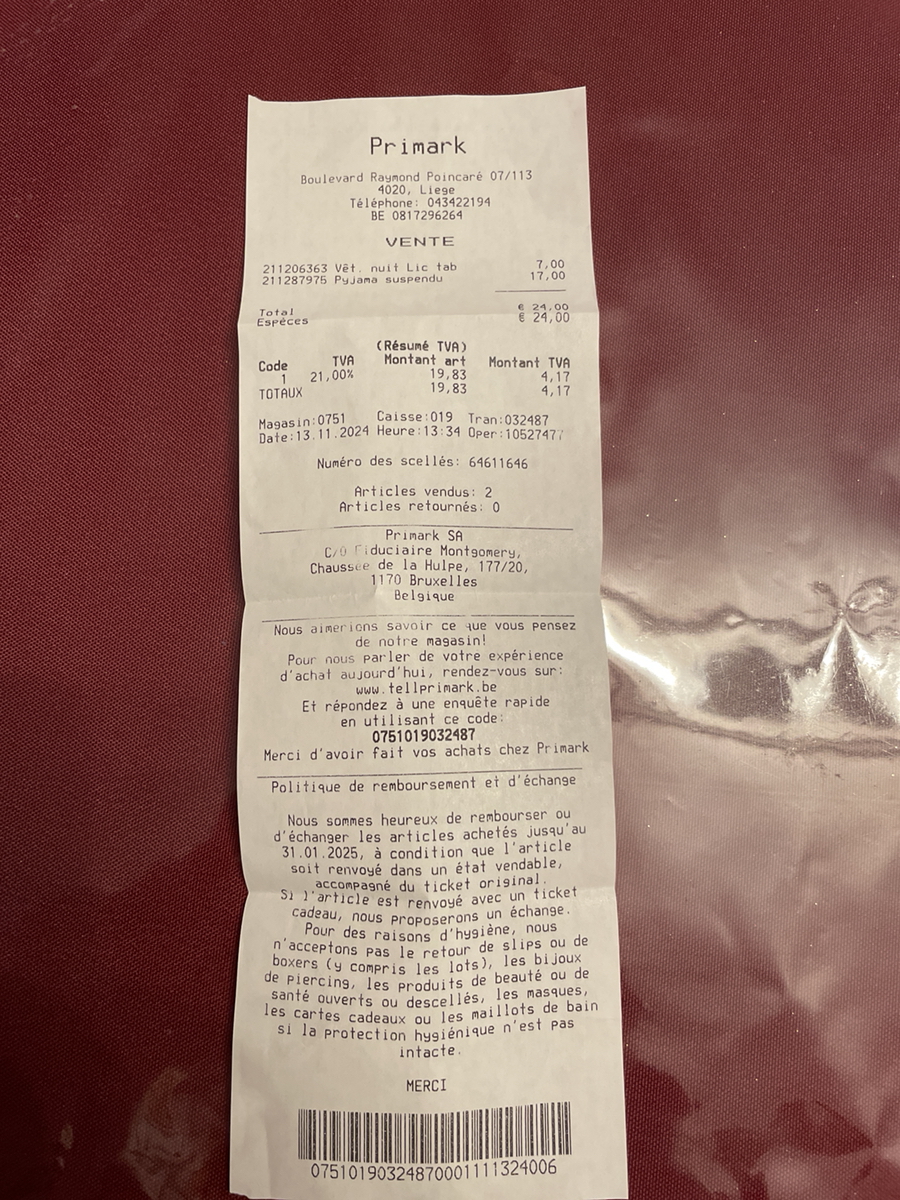 Primark
Boulevard Raymond Poincaré 07/113
4020, Liege
Téléphone: 043422194
BE 0817296264
VENTE
211206363 Vêt. nuit Lic tab 7,00
211287975 Pyjama suspendu 17,00
Total € 24,00
Espèces € 24,00
(Résumé TVA)
Code TVA Montant art Montant TVA
1 21,00% 19,83 4,17
TOTAUX 19,83 4,17
Magasin:0751 Caisse:019 Tran:032487
Date:13.11.2024 Heure:13:34 Oper:10527477
Numéro des scellés: 64611646
Articles vendus: 2
Articles retournés: 0
Primark SA
C/O Fiduciaire Montgomery,
Chaussée de la Hulpe, 177/20,
1170 Bruxelles
Belgique
Nous aimerions savoir ce que vous pensez
de notre magasin!
Pour nous parler de votre expérience
d'achat aujourd'hui, rendez-vous sur:
www.tellprimark.be
Et répondez à une enquête rapide
en utilisant ce code:
0751019032487
Merci d'avoir fait vos achats chez Primark
Politique de remboursement et d'échange
Nous sommes heureux de rembourser ou
d'échanger les articles achetés jusqu'au
31.01.2025, à condition que l'article
soit renvoyé dans un état vendable,
accompagné du ticket original.
Si l'article est renvoyé avec un ticket
cadeau, nous proposerons un échange.
Pour des raisons d'hygiène, nous
n'acceptons pas le retour de slips ou de
boxers (y compris les lots), les bijoux
de piercing, les produits de beauté ou de
santé ouverts ou descellés, les masques,
les cartes cadeaux ou les maillots de bain
si la protection hygiénique n'est pas
intacte.
MERCI
07510190324870001111324006